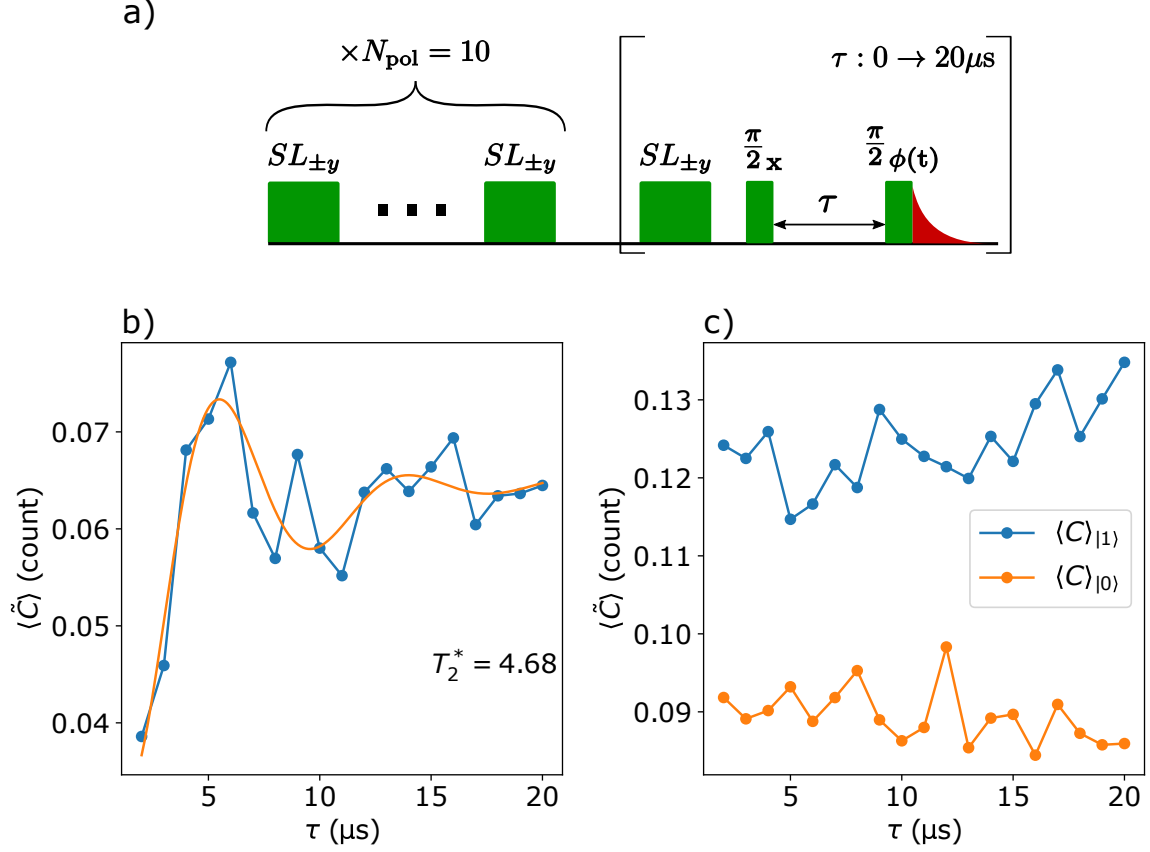 a)
×N_pol = 10
τ : 0 → 20μs
SL_±y
SL_±y
SL_±y
π/2 x
π/2 ϕ(t)
τ
b)
⟨C̃⟩ (count)
0.07
0.06
0.05
0.04
T₂* = 4.68
5
10
15
20
τ (μs)
c)
⟨C̃⟩ (count)
0.13
0.12
0.11
0.10
0.09
⟨C⟩|1⟩
⟨C⟩|0⟩
5
10
15
20
τ (μs)